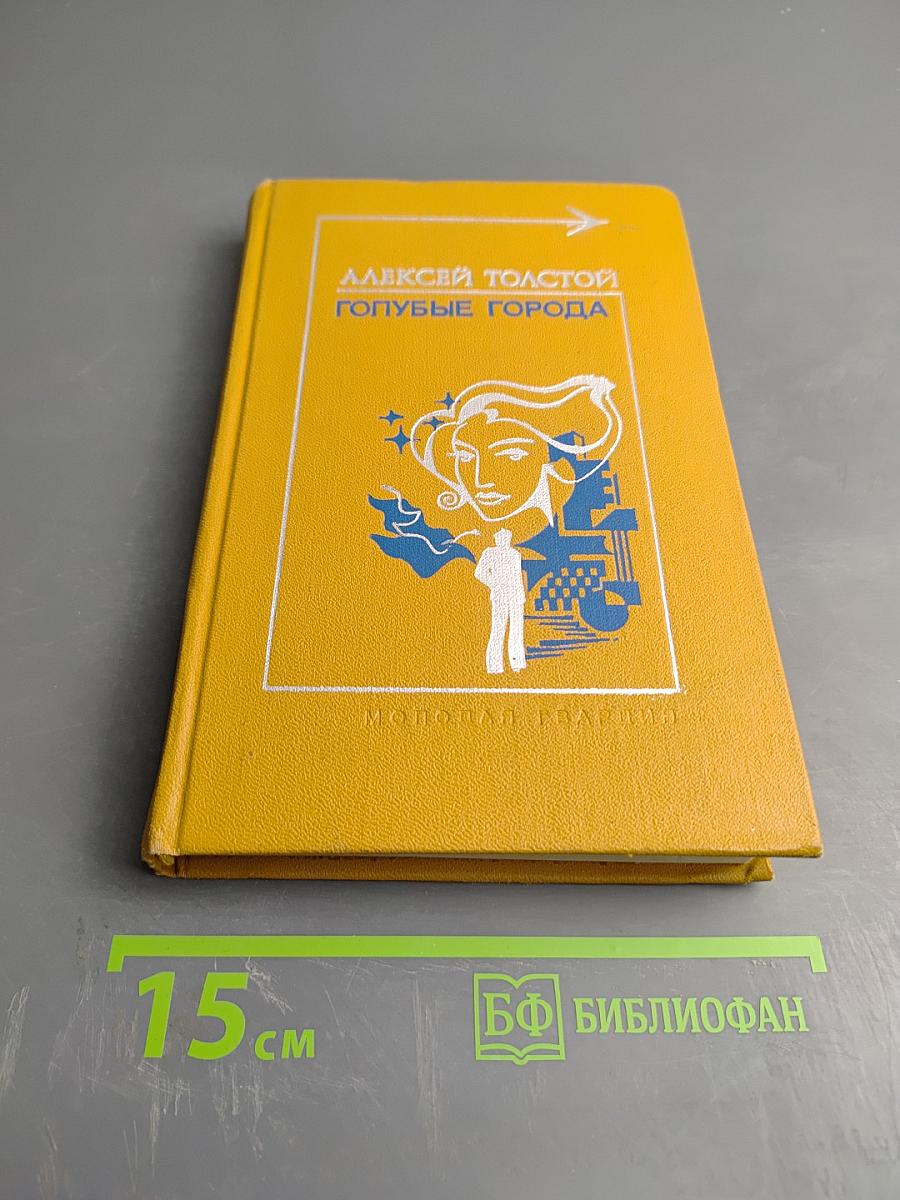 АЛЕКСЕЙ ТОЛСТОЙ
ГОЛУБЫЕ ГОРОДА
МОЛОДАЯ ГВАРДИЯ
15 см
БФ БИБЛИОФАН